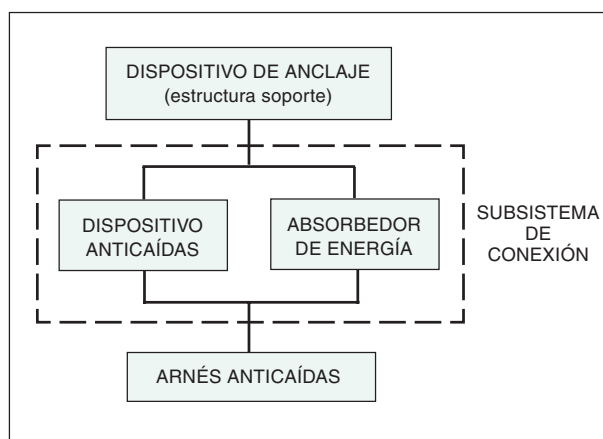 DISPOSITIVO DE ANCLAJE
(estructura soporte)
DISPOSITIVO
ANTICAÍDAS
ABSORBEDOR
DE ENERGÍA
SUBSISTEMA
DE
CONEXIÓN
ARNÉS ANTICAÍDAS